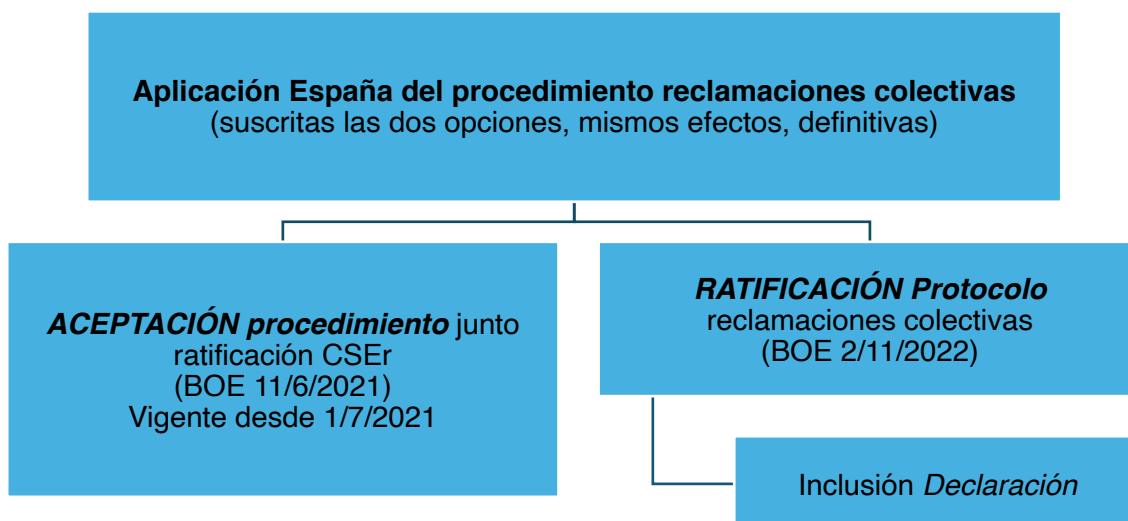 Aplicación España del procedimiento reclamaciones colectivas
(suscritas las dos opciones, mismos efectos, definitivas)
ACEPTACIÓN procedimiento junto
ratificación CSEr
(BOE 11/6/2021)
Vigente desde 1/7/2021
RATIFICACIÓN Protocolo
reclamaciones colectivas
(BOE 2/11/2022)
Inclusión Declaración